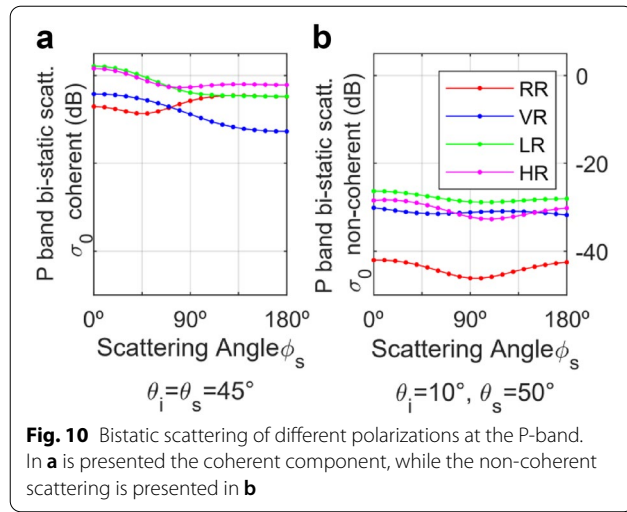 a
P band bi-static scatt.
σ0 coherent (dB)
0º 90º 180º
Scattering Angleϕs
θi=θs=45°
b
P band bi-static scatt.
σ0 non-coherent (dB)
RR
VR
LR
HR
0
-20
-40
0º 90º 180º
Scattering Angleϕs
θi=10°, θs=50°
Fig. 10 Bistatic scattering of different polarizations at the P-band.
In a is presented the coherent component, while the non-coherent
scattering is presented in b